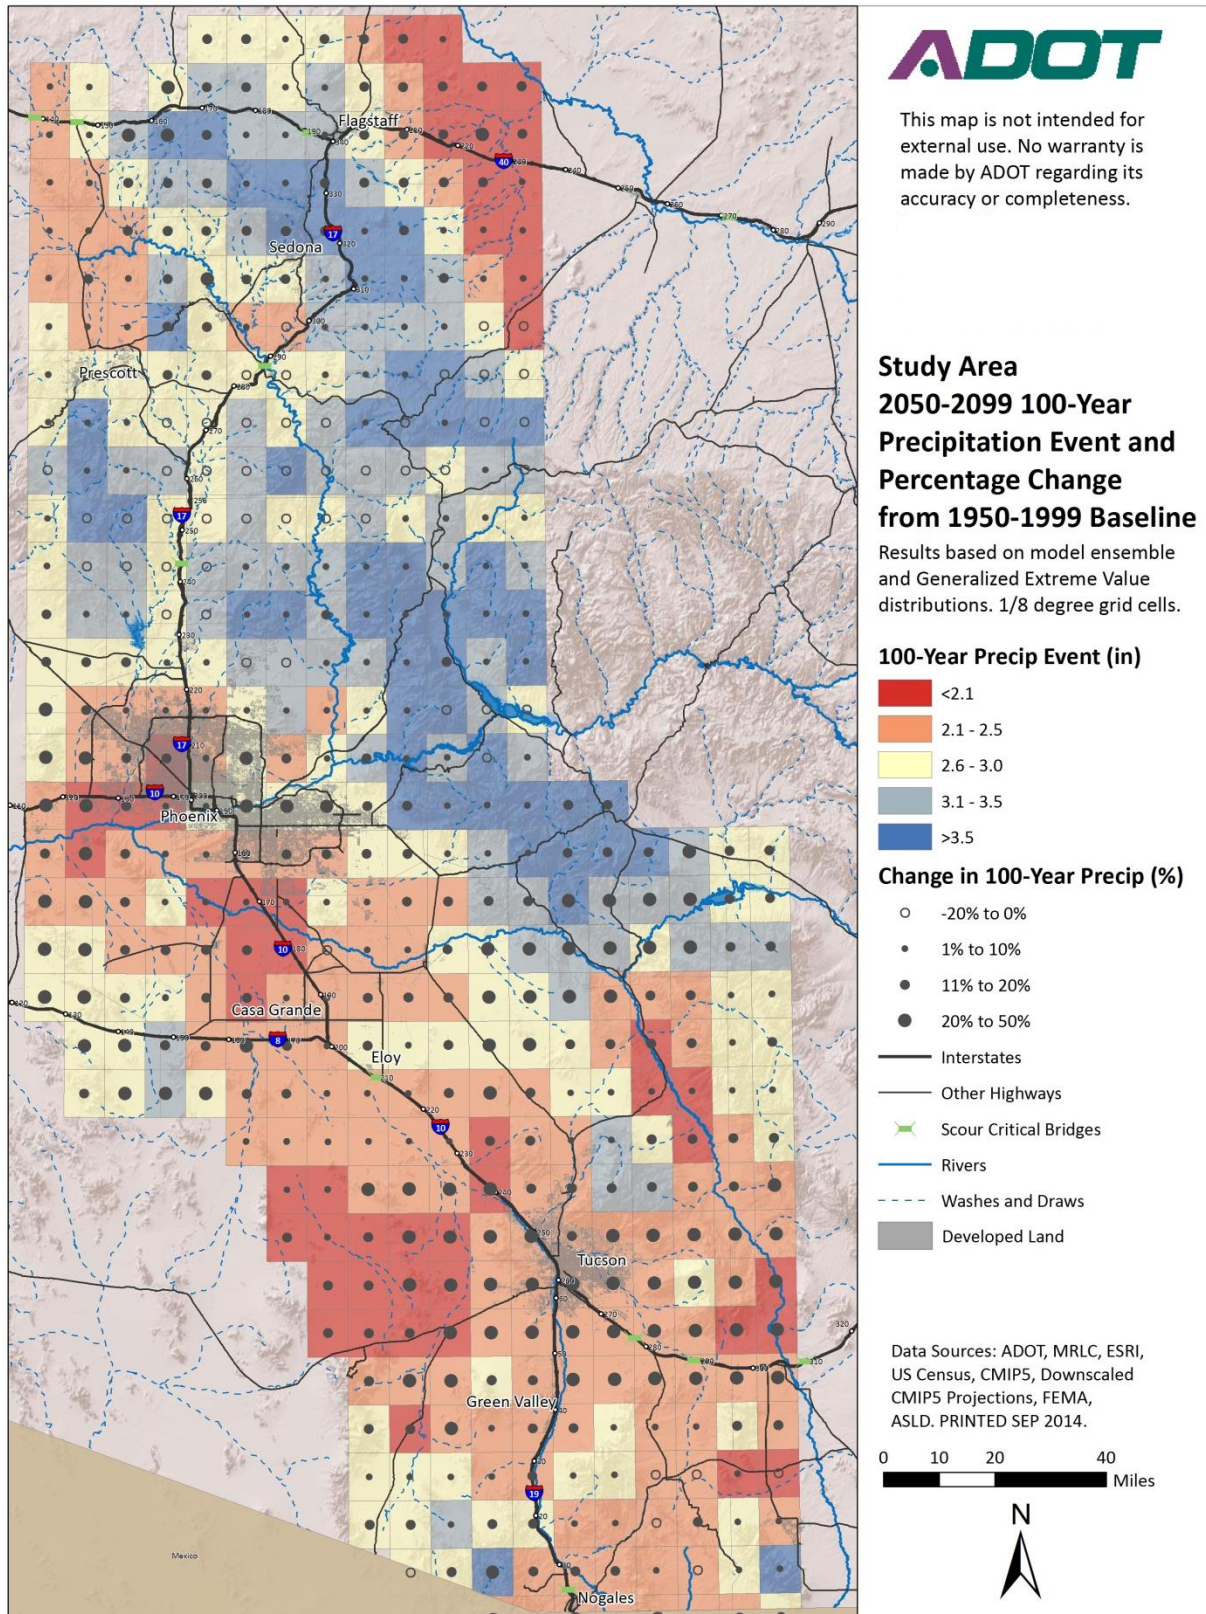 ADOT
This map is not intended for
external use. No warranty is
made by ADOT regarding its
accuracy or completeness.
Study Area
2050-2099 100-Year
Precipitation Event and
Percentage Change
from 1950-1999 Baseline
Results based on model ensemble
and Generalized Extreme Value
distributions. 1/8 degree grid cells.
100-Year Precip Event (in)
<2.1
2.1 - 2.5
2.6 - 3.0
3.1 - 3.5
>3.5
Change in 100-Year Precip (%)
-20% to 0%
1% to 10%
11% to 20%
20% to 50%
Interstates
Other Highways
Scour Critical Bridges
Rivers
Washes and Draws
Developed Land
Data Sources: ADOT, MRLC, ESRI,
US Census, CMIP5, Downscaled
CMIP5 Projections, FEMA,
ASLD. PRINTED SEP 2014.
0 10 20 40
Miles
N
Flagstaff
40
17
Sedona
Prescott
17
17
10
Phoenix
10
Casa Grande
8
Eloy
10
Tucson
Green Valley
19
Nogales
Mexico